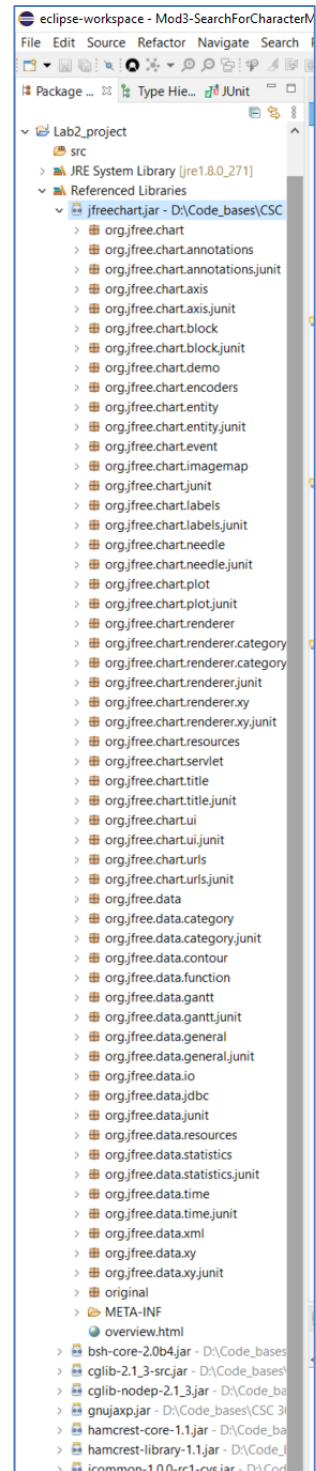 eclipse-workspace - Mod3-SearchForCharacterM
File Edit Source Refactor Navigate Search
Package ... Type Hie... JUnit
Lab2_project
src
JRE System Library [jre1.8.0_271]
Referenced Libraries
jfreechart.jar - D:\Code_bases\CSC
org.jfree.chart
org.jfree.chart.annotations
org.jfree.chart.annotations.junit
org.jfree.chart.axis
org.jfree.chart.axis.junit
org.jfree.chart.block
org.jfree.chart.block.junit
org.jfree.chart.demo
org.jfree.chart.encoders
org.jfree.chart.entity
org.jfree.chart.entity.junit
org.jfree.chart.event
org.jfree.chart.imagemap
org.jfree.chart.junit
org.jfree.chart.labels
org.jfree.chart.labels.junit
org.jfree.chart.needle
org.jfree.chart.needle.junit
org.jfree.chart.plot
org.jfree.chart.plot.junit
org.jfree.chart.renderer
org.jfree.chart.renderer.category
org.jfree.chart.renderer.category
org.jfree.chart.renderer.junit
org.jfree.chart.renderer.xy
org.jfree.chart.renderer.xy.junit
org.jfree.chart.resources
org.jfree.chart.servlet
org.jfree.chart.title
org.jfree.chart.title.junit
org.jfree.chart.ui
org.jfree.chart.ui.junit
org.jfree.chart.urls
org.jfree.chart.urls.junit
org.jfree.data
org.jfree.data.category
org.jfree.data.category.junit
org.jfree.data.contour
org.jfree.data.function
org.jfree.data.gantt
org.jfree.data.gantt.junit
org.jfree.data.general
org.jfree.data.general.junit
org.jfree.data.io
org.jfree.data.jdbc
org.jfree.data.junit
org.jfree.data.resources
org.jfree.data.statistics
org.jfree.data.statistics.junit
org.jfree.data.time
org.jfree.data.time.junit
org.jfree.data.xml
org.jfree.data.xy
org.jfree.data.xy.junit
original
META-INF
overview.html
bsh-core-2.0b4.jar - D:\Code_bases
cglib-2.1_3-src.jar - D:\Code_bases\
cglib-nodep-2.1_3.jar - D:\Code_ba
gnujaxp.jar - D:\Code_bases\CSC 3
hamcrest-core-1.1.jar - D:\Code_ba
hamcrest-library-1.1.jar - D:\Code_
jcommon-1.0.0-rc1-cvs.jar - D:\Cod